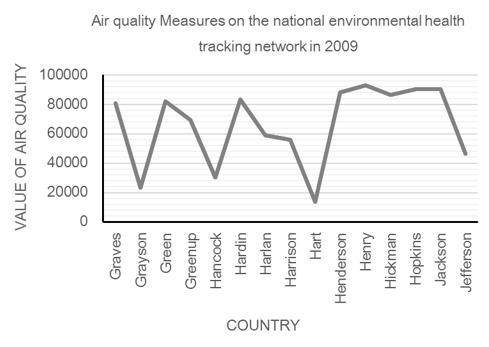 Air quality Measures on the national environmental health
tracking network in 2009
VALUE OF AIR QUALITY
100000
80000
60000
40000
20000
0
Graves
Grayson
Green
Greenup
Hancock
Hardin
Harlan
Harrison
Hart
Henderson
Henry
Hickman
Hopkins
Jackson
Jefferson
COUNTRY